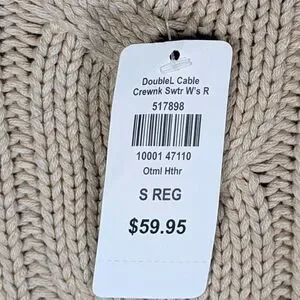 DoubleL Cable
Crewnk Swtr W's R
517898
10001 47110
Otml Hthr
S REG
$59.95